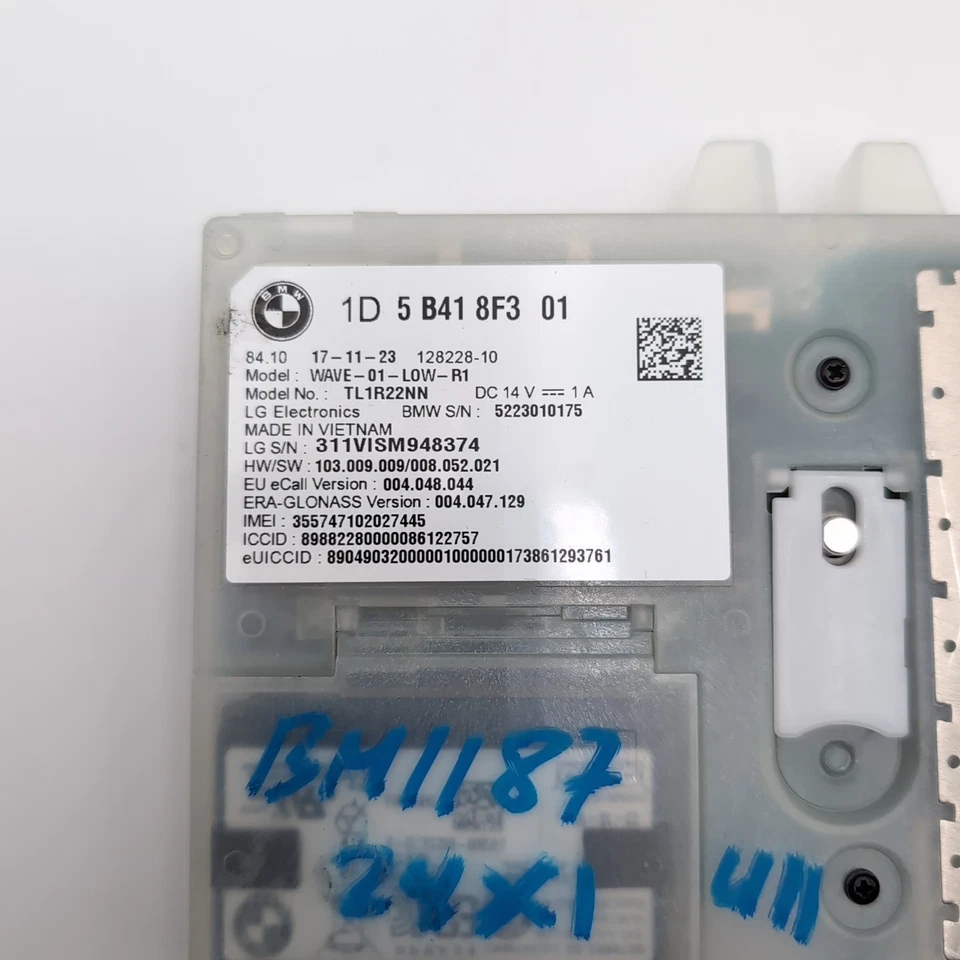 BMW 1D 5 B41 8F3 01
84.10 17-11-23 128228-10
Model : WAVE-01-LOW-R1
Model No. : TL1R22NN DC 14 V ⎓ 1 A
LG Electronics BMW S/N : 5223010175
MADE IN VIETNAM
LG S/N : 311VISM948374
HW/SW : 103.009.009/008.052.021
EU eCall Version : 004.048.044
ERA-GLONASS Version : 004.047.129
IMEI : 355747102027445
ICCID : 89882280000086122757
eUICCID : 89049032000001000000173861293761
BM1187
24X1 U11